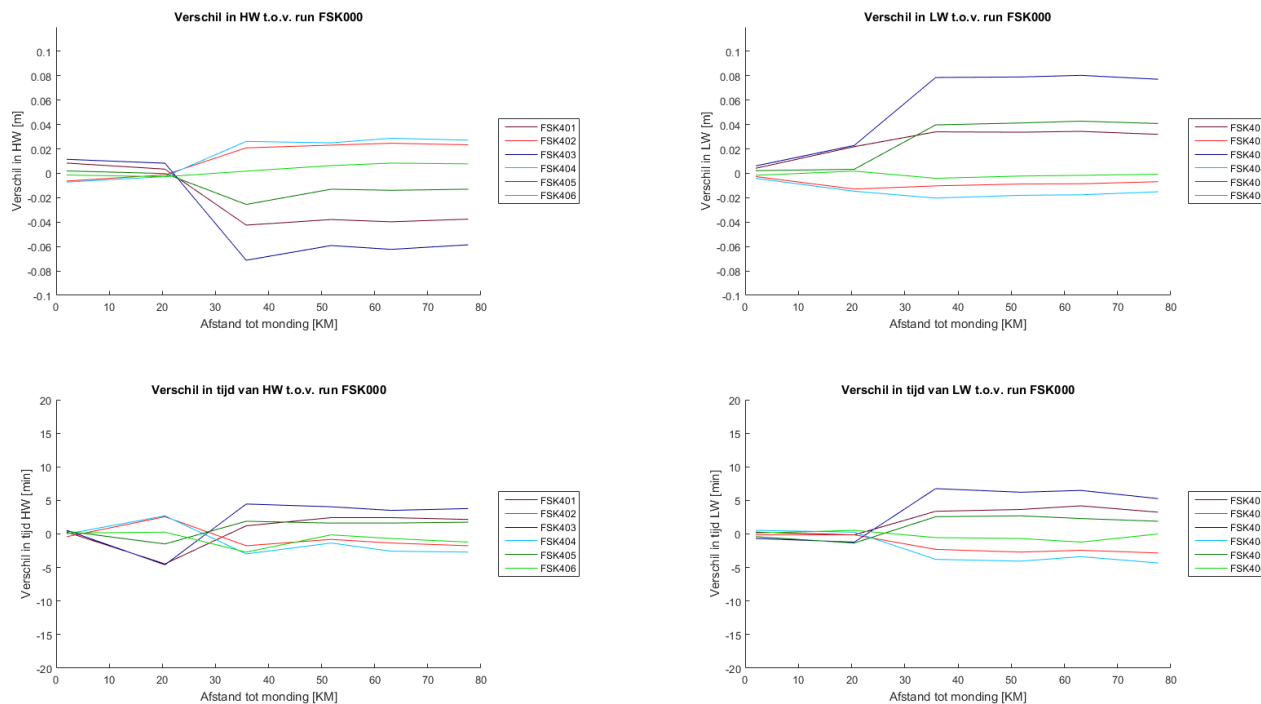 Verschil in HW t.o.v. run FSK000
Verschil in HW [m]
0.1
0.08
0.06
0.04
0.02
0
-0.02
-0.04
-0.06
-0.08
-0.1
0 10 20 30 40 50 60 70 80
Afstand tot monding [KM]
FSK401
FSK402
FSK403
FSK404
FSK405
FSK406
Verschil in LW t.o.v. run FSK000
Verschil in LW [m]
0.1
0.08
0.06
0.04
0.02
0
-0.02
-0.04
-0.06
-0.08
-0.1
0 10 20 30 40 50 60 70 80
Afstand tot monding [KM]
FSK40
FSK40
FSK40
FSK40
FSK40
FSK40
Verschil in tijd van HW t.o.v. run FSK000
Verschil in tijd HW [min]
20
15
10
5
0
-5
-10
-15
-20
0 10 20 30 40 50 60 70 80
Afstand tot monding [KM]
FSK401
FSK402
FSK403
FSK404
FSK405
FSK406
Verschil in tijd van LW t.o.v. run FSK000
Verschil in tijd LW [min]
20
15
10
5
0
-5
-10
-15
-20
0 10 20 30 40 50 60 70 80
Afstand tot monding [KM]
FSK40
FSK40
FSK40
FSK40
FSK40
FSK40